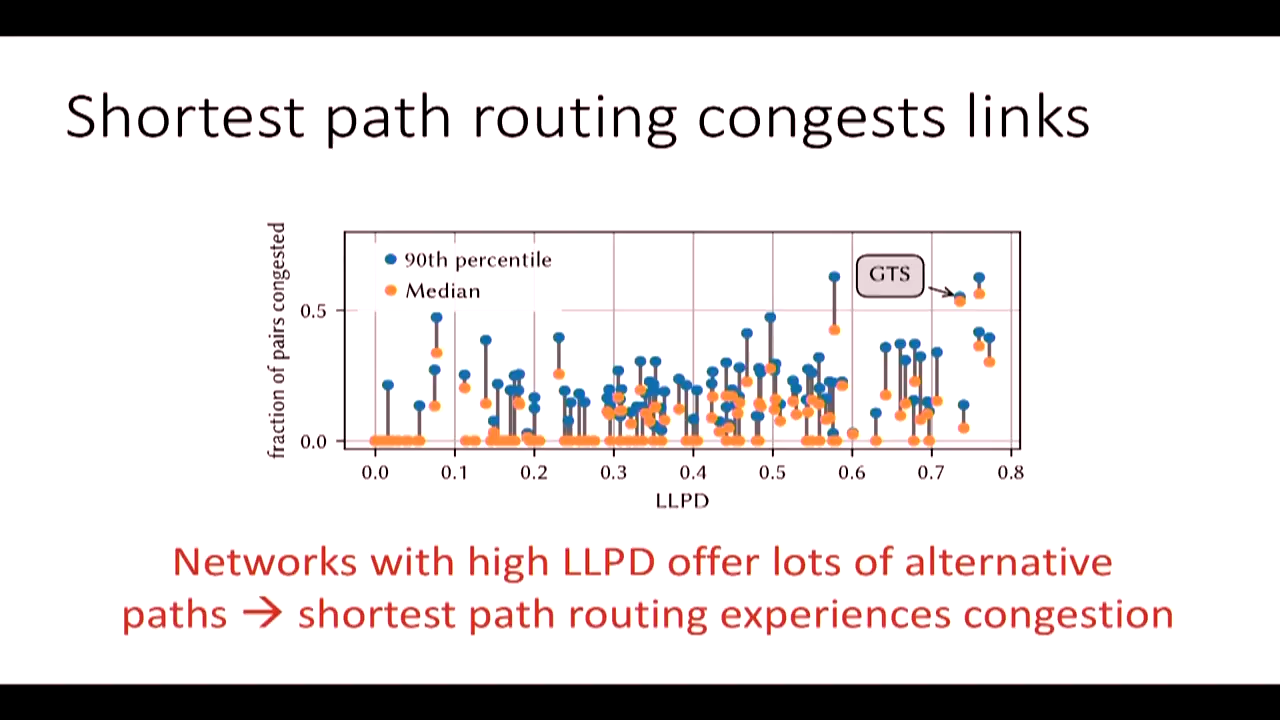 Shortest path routing congests links
fraction of pairs congested
90th percentile
Median
GTS
0.5
0.0
0.0 0.1 0.2 0.3 0.4 0.5 0.6 0.7 0.8
LLPD
Networks with high LLPD offer lots of alternative
paths → shortest path routing experiences congestion